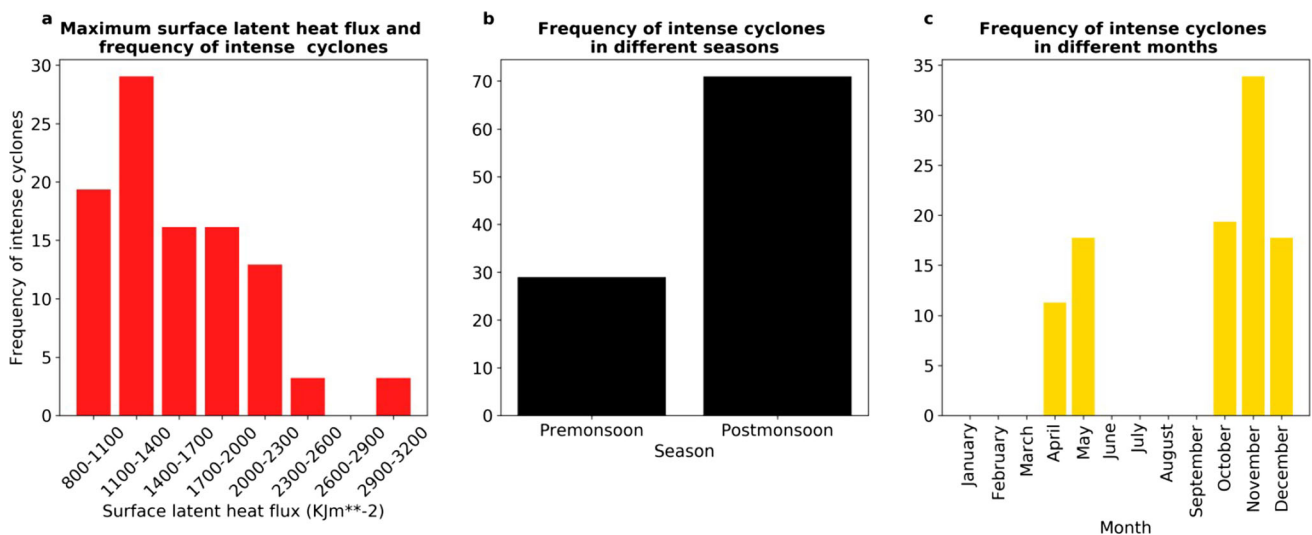 a
Maximum surface latent heat flux and
frequency of intense cyclones
30
25
20
15
10
5
0
Frequency of intense cyclones
800-1100
1100-1400
1400-1700
1700-2000
2000-2300
2300-2600
2600-2900
2900-3200
Surface latent heat flux (KJm**-2)
b
Frequency of intense cyclones
in different seasons
70
60
50
40
30
20
10
0
Premonsoon
Postmonsoon
Season
c
Frequency of intense cyclones
in different months
35
30
25
20
15
10
5
0
January
February
March
April
May
June
July
August
September
October
November
December
Month